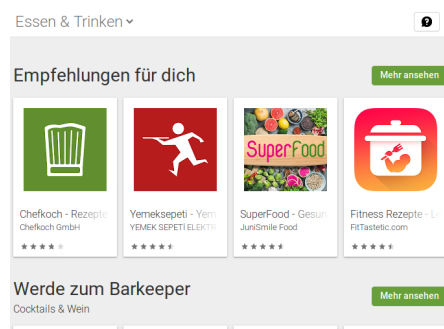 Essen & Trinken
Empfehlungen für dich
Mehr ansehen
SuperFood
Chefkoch - Rezepte
Yemeksepeti - Yem
SuperFood - Gesun
Fitness Rezepte - Le
Chefkoch GmbH
YEMEK SEPETİ ELEKTR
JuniSmile Food
FitTastetic.com
Werde zum Barkeeper
Mehr ansehen
Cocktails & Wein